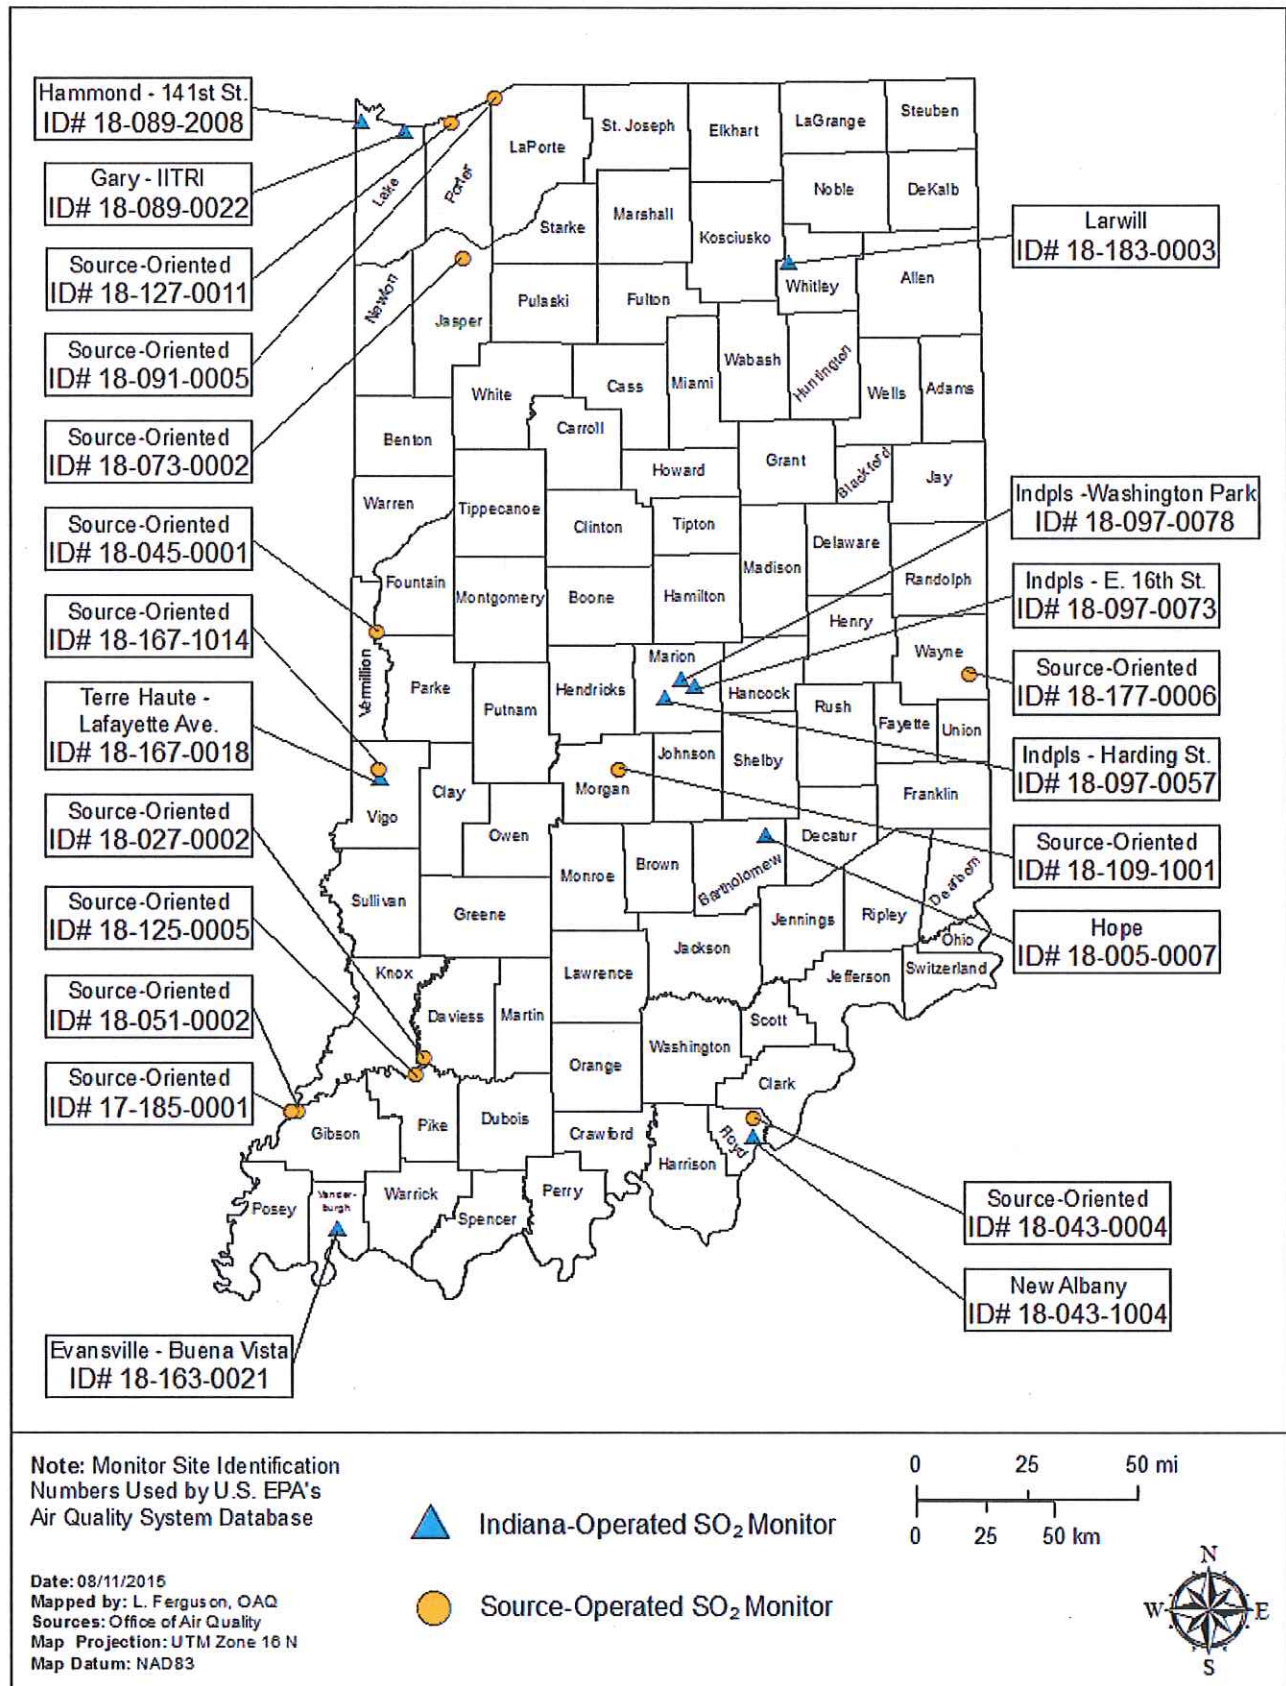 Hammond - 141st St.
ID# 18-089-2008
Gary - IITRI
ID# 18-089-0022
Source-Oriented
ID# 18-127-0011
Source-Oriented
ID# 18-091-0005
Source-Oriented
ID# 18-073-0002
Source-Oriented
ID# 18-045-0001
Source-Oriented
ID# 18-167-1014
Terre Haute -
Lafayette Ave.
ID# 18-167-0018
Source-Oriented
ID# 18-027-0002
Source-Oriented
ID# 18-125-0005
Source-Oriented
ID# 18-051-0002
Source-Oriented
ID# 17-185-0001
Evansville - Buena Vista
ID# 18-163-0021
Lake
Porter
LaPorte
St. Joseph
Elkhart
LaGrange
Steuben
Noble
DeKalb
Starke
Marshall
Kosciusko
Newton
Jasper
Pulaski
Fulton
Whitley
Allen
White
Cass
Miami
Wabash
Huntington
Wells
Adams
Benton
Carroll
Howard
Grant
Blackford
Jay
Warren
Tippecanoe
Clinton
Tipton
Madison
Delaware
Randolph
Fountain
Montgomery
Boone
Hamilton
Henry
Wayne
Vermillion
Parke
Putnam
Hendricks
Marion
Hancock
Rush
Fayette
Union
Vigo
Clay
Owen
Morgan
Johnson
Shelby
Decatur
Franklin
Sullivan
Greene
Monroe
Brown
Bartholomew
Jennings
Ripley
Dearborn
Ohio
Switzerland
Jefferson
Knox
Daviess
Martin
Lawrence
Jackson
Scott
Washington
Orange
Clark
Gibson
Pike
Dubois
Crawford
Harrison
Floyd
Posey
Vander-
burgh
Warrick
Spencer
Perry
Larwill
ID# 18-183-0003
Indpls -Washington Park
ID# 18-097-0078
Indpls - E. 16th St.
ID# 18-097-0073
Source-Oriented
ID# 18-177-0006
Indpls - Harding St.
ID# 18-097-0057
Source-Oriented
ID# 18-109-1001
Hope
ID# 18-005-0007
Source-Oriented
ID# 18-043-0004
New Albany
ID# 18-043-1004
Note: Monitor Site Identification
Numbers Used by U.S. EPA's
Air Quality System Database
Date: 08/11/2015
Mapped by: L. Ferguson, OAQ
Sources: Office of Air Quality
Map Projection: UTM Zone 16 N
Map Datum: NAD83
Indiana-Operated SO₂ Monitor
Source-Operated SO₂ Monitor
0 25 50 mi
0 25 50 km
N
W E
S